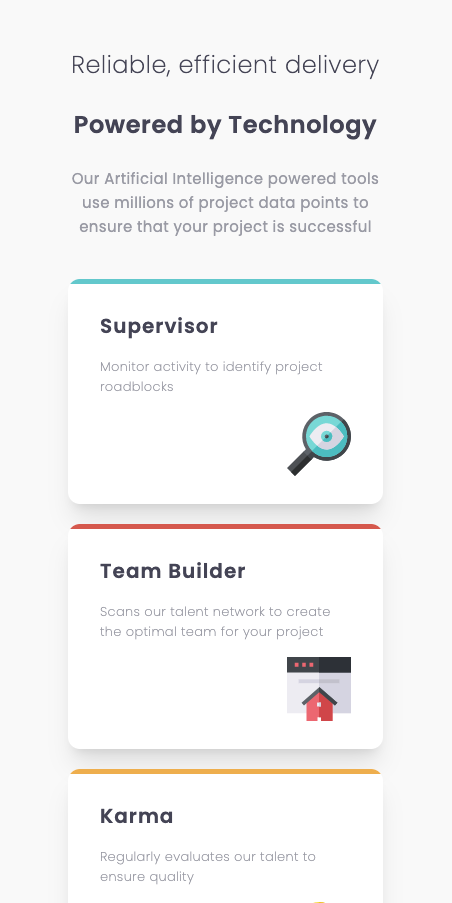 Reliable, efficient delivery
Powered by Technology
Our Artificial Intelligence powered tools
use millions of project data points to
ensure that your project is successful
Supervisor
Monitor activity to identify project
roadblocks
Team Builder
Scans our talent network to create
the optimal team for your project
Karma
Regularly evaluates our talent to
ensure quality